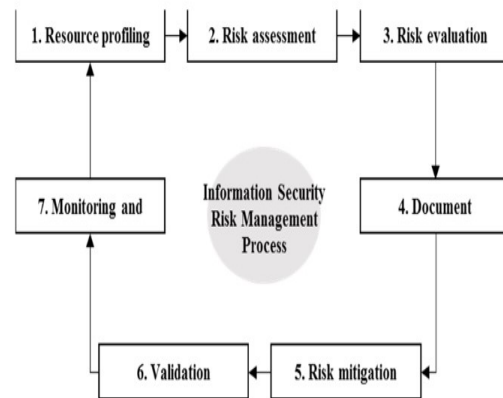 1. Resource profiling
2. Risk assessment
3. Risk evaluation
Information Security
Risk Management
Process
7. Monitoring and
4. Document
6. Validation
5. Risk mitigation